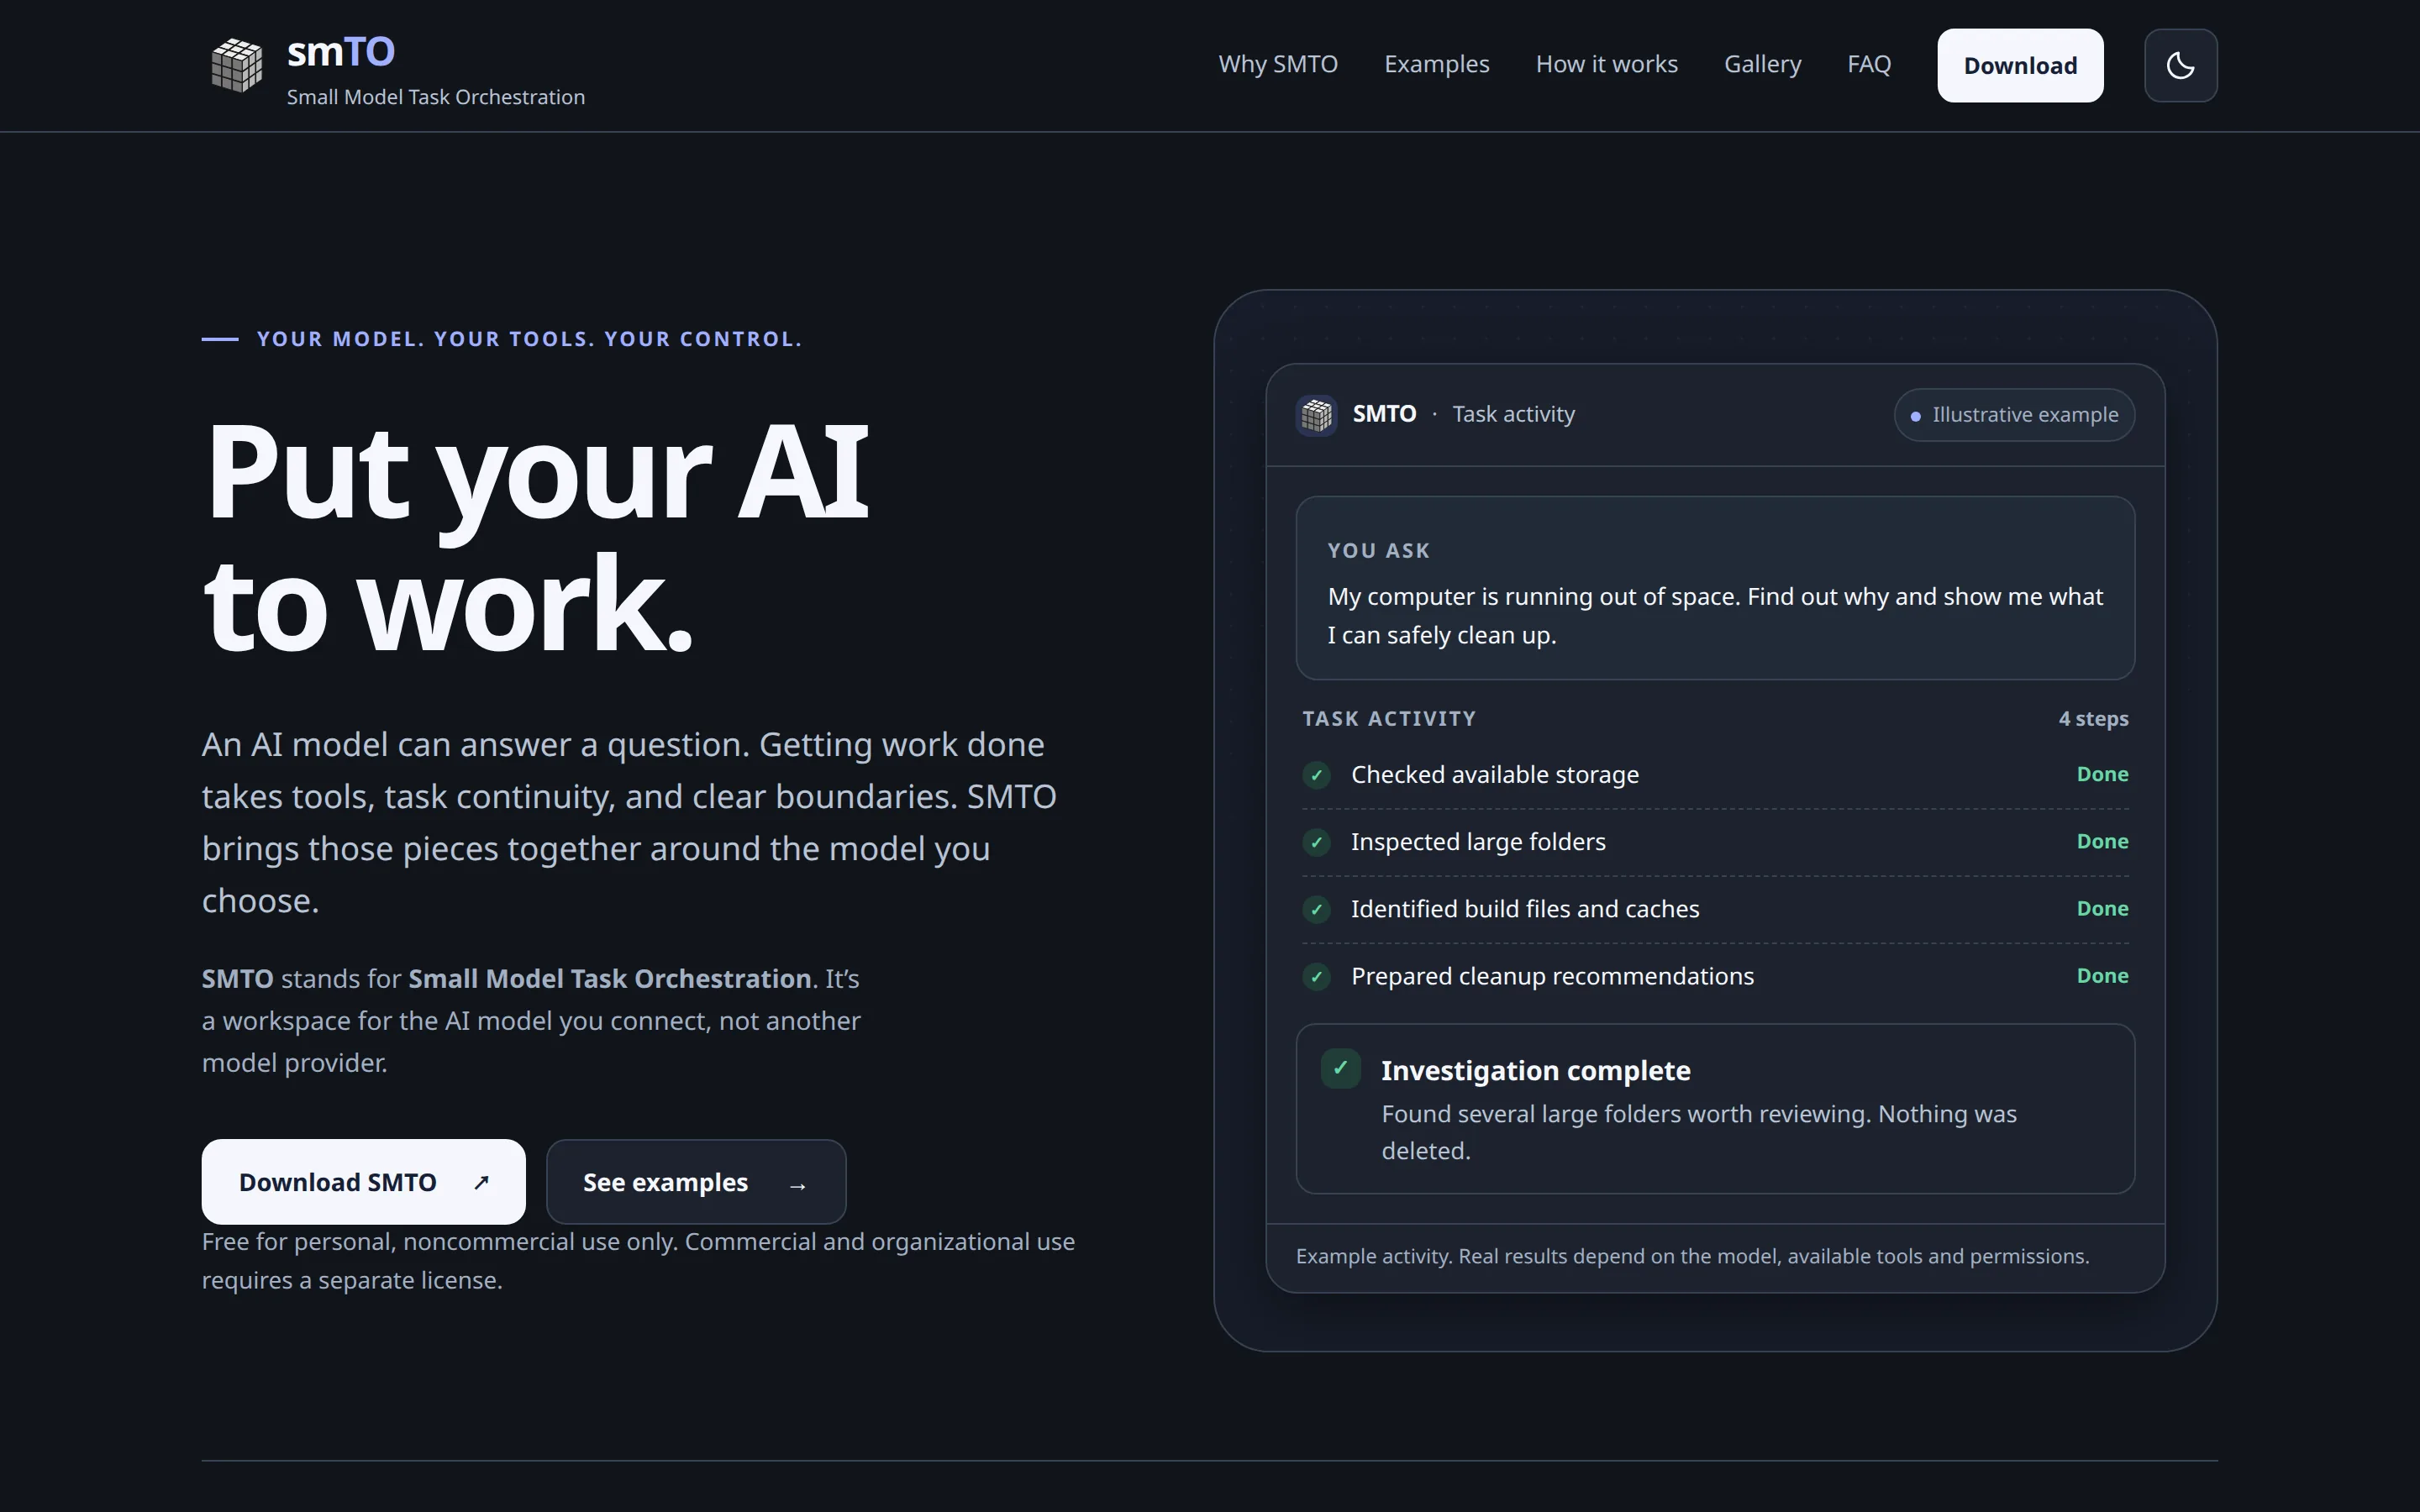 smTO
Small Model Task Orchestration
Why SMTO
Examples
How it works
Gallery
FAQ
Download
YOUR MODEL. YOUR TOOLS. YOUR CONTROL.
Put your AI
to work.
An AI model can answer a question. Getting work done
takes tools, task continuity, and clear boundaries. SMTO
brings those pieces together around the model you
choose.
SMTO stands for Small Model Task Orchestration. It’s
a workspace for the AI model you connect, not another
model provider.
Download SMTO ↗
See examples →
Free for personal, noncommercial use only. Commercial and organizational use
requires a separate license.
SMTO · Task activity
Illustrative example
YOU ASK
My computer is running out of space. Find out why and show me what
I can safely clean up.
TASK ACTIVITY
4 steps
✓ Checked available storage Done
✓ Inspected large folders Done
✓ Identified build files and caches Done
✓ Prepared cleanup recommendations Done
✓ Investigation complete
Found several large folders worth reviewing. Nothing was
deleted.
Example activity. Real results depend on the model, available tools and permissions.